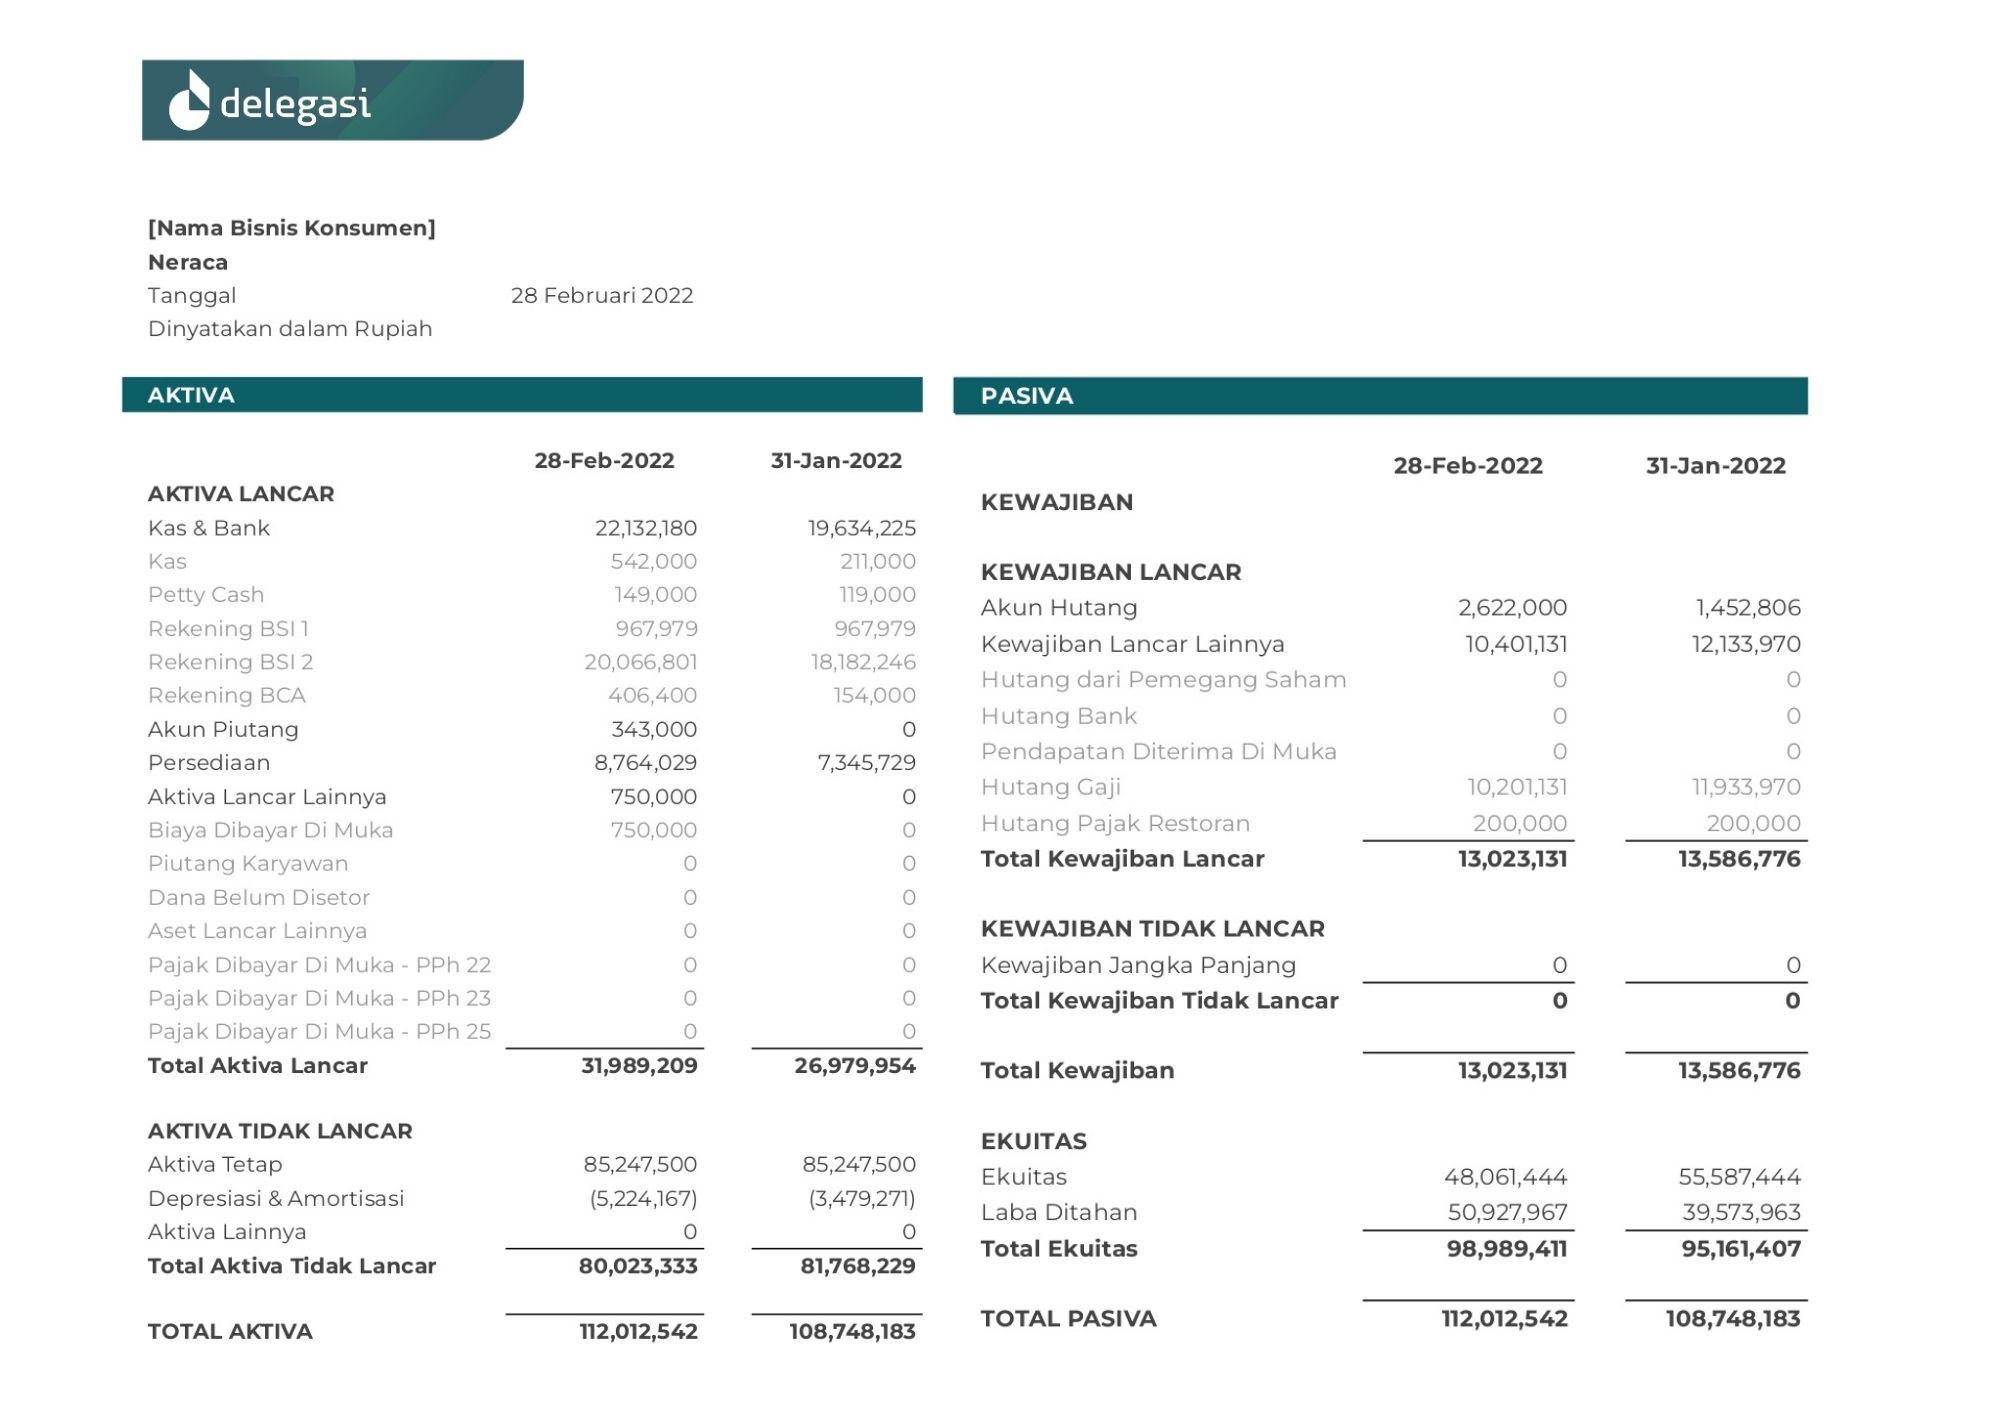 delegasi
[Nama Bisnis Konsumen]
Neraca
Tanggal 28 Februari 2022
Dinyatakan dalam Rupiah
AKTIVA
28-Feb-2022 31-Jan-2022
AKTIVA LANCAR
Kas & Bank 22,132,180 19,634,225
Kas 542,000 211,000
Petty Cash 149,000 119,000
Rekening BSI 1 967,979 967,979
Rekening BSI 2 20,066,801 18,182,246
Rekening BCA 406,400 154,000
Akun Piutang 343,000 0
Persediaan 8,764,029 7,345,729
Aktiva Lancar Lainnya 750,000 0
Biaya Dibayar Di Muka 750,000 0
Piutang Karyawan 0 0
Dana Belum Disetor 0 0
Aset Lancar Lainnya 0 0
Pajak Dibayar Di Muka - PPh 22 0 0
Pajak Dibayar Di Muka - PPh 23 0 0
Pajak Dibayar Di Muka - PPh 25 0 0
Total Aktiva Lancar 31,989,209 26,979,954
AKTIVA TIDAK LANCAR
Aktiva Tetap 85,247,500 85,247,500
Depresiasi & Amortisasi (5,224,167) (3,479,271)
Aktiva Lainnya 0 0
Total Aktiva Tidak Lancar 80,023,333 81,768,229
TOTAL AKTIVA 112,012,542 108,748,183
PASIVA
28-Feb-2022 31-Jan-2022
KEWAJIBAN
KEWAJIBAN LANCAR
Akun Hutang 2,622,000 1,452,806
Kewajiban Lancar Lainnya 10,401,131 12,133,970
Hutang dari Pemegang Saham 0 0
Hutang Bank 0 0
Pendapatan Diterima Di Muka 0 0
Hutang Gaji 10,201,131 11,933,970
Hutang Pajak Restoran 200,000 200,000
Total Kewajiban Lancar 13,023,131 13,586,776
KEWAJIBAN TIDAK LANCAR
Kewajiban Jangka Panjang 0 0
Total Kewajiban Tidak Lancar 0 0
Total Kewajiban 13,023,131 13,586,776
EKUITAS
Ekuitas 48,061,444 55,587,444
Laba Ditahan 50,927,967 39,573,963
Total Ekuitas 98,989,411 95,161,407
TOTAL PASIVA 112,012,542 108,748,183